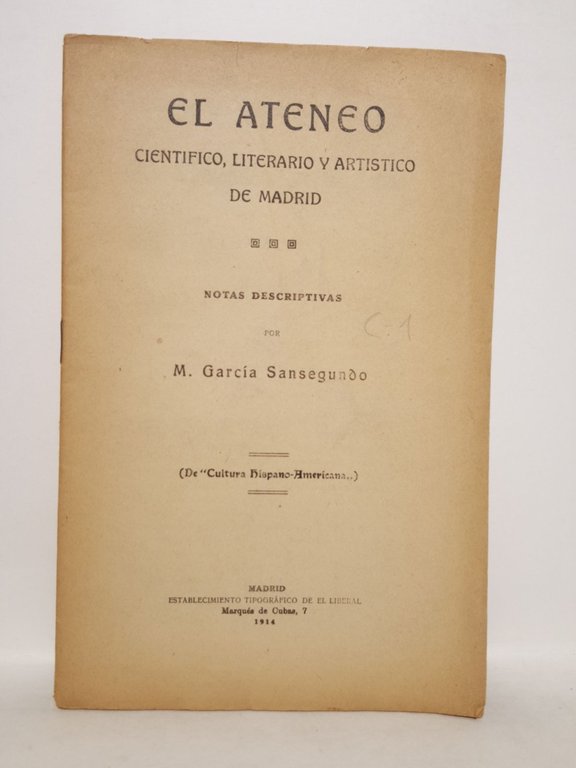 EL ATENEO
CIENTIFICO, LITERARIO Y ARTISTICO
DE MADRID
NOTAS DESCRIPTIVAS
POR
C.1
M. García Sansegundo
(De "Cultura Hispano-Americana„)
MADRID
ESTABLECIMIENTO TIPOGRÁFICO DE EL LIBERAL
Marqués de Cubas, 7
1914